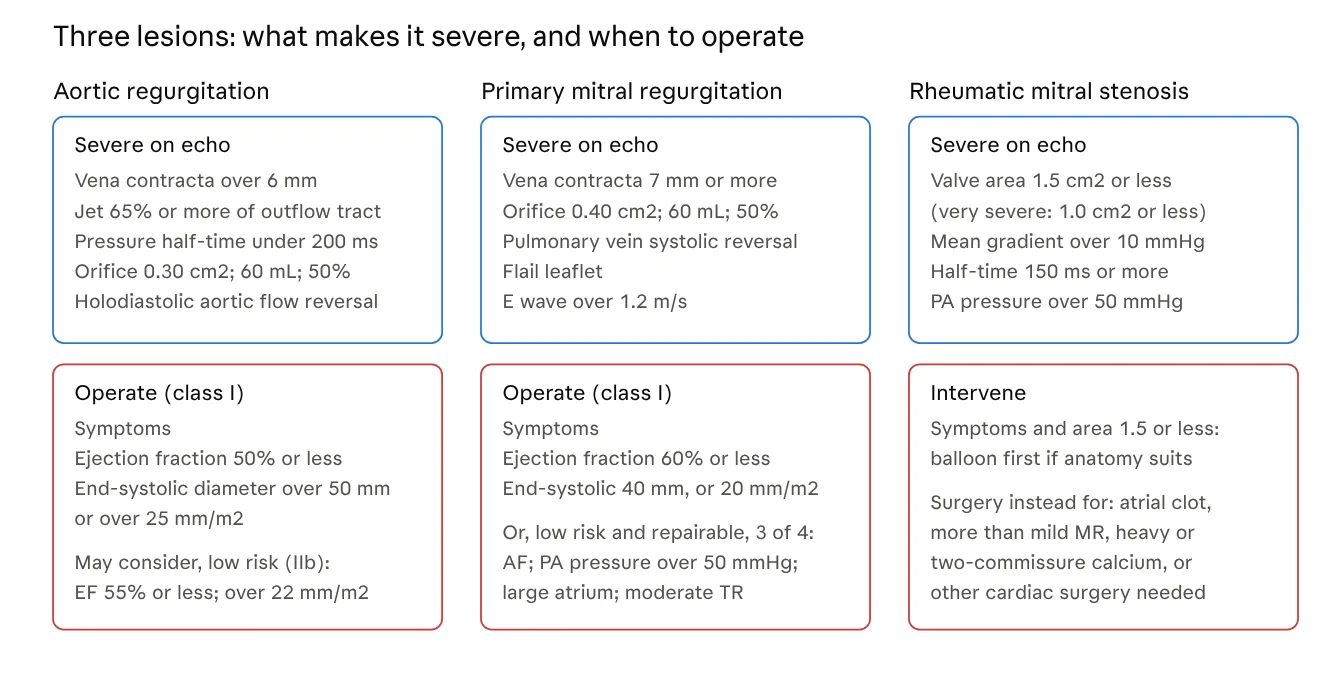 Three lesions: what makes it severe, and when to operate
Aortic regurgitation
Severe on echo
Vena contracta over 6 mm
Jet 65% or more of outflow tract
Pressure half-time under 200 ms
Orifice 0.30 cm2; 60 mL; 50%
Holodiastolic aortic flow reversal
Operate (class I)
Symptoms
Ejection fraction 50% or less
End-systolic diameter over 50 mm
or over 25 mm/m2
May consider, low risk (IIb):
EF 55% or less; over 22 mm/m2
Primary mitral regurgitation
Severe on echo
Vena contracta 7 mm or more
Orifice 0.40 cm2; 60 mL; 50%
Pulmonary vein systolic reversal
Flail leaflet
E wave over 1.2 m/s
Operate (class I)
Symptoms
Ejection fraction 60% or less
End-systolic 40 mm, or 20 mm/m2
Or, low risk and repairable, 3 of 4:
AF; PA pressure over 50 mmHg;
large atrium; moderate TR
Rheumatic mitral stenosis
Severe on echo
Valve area 1.5 cm2 or less
(very severe: 1.0 cm2 or less)
Mean gradient over 10 mmHg
Half-time 150 ms or more
PA pressure over 50 mmHg
Intervene
Symptoms and area 1.5 or less:
balloon first if anatomy suits
Surgery instead for: atrial clot,
more than mild MR, heavy or
two-commissure calcium, or
other cardiac surgery needed